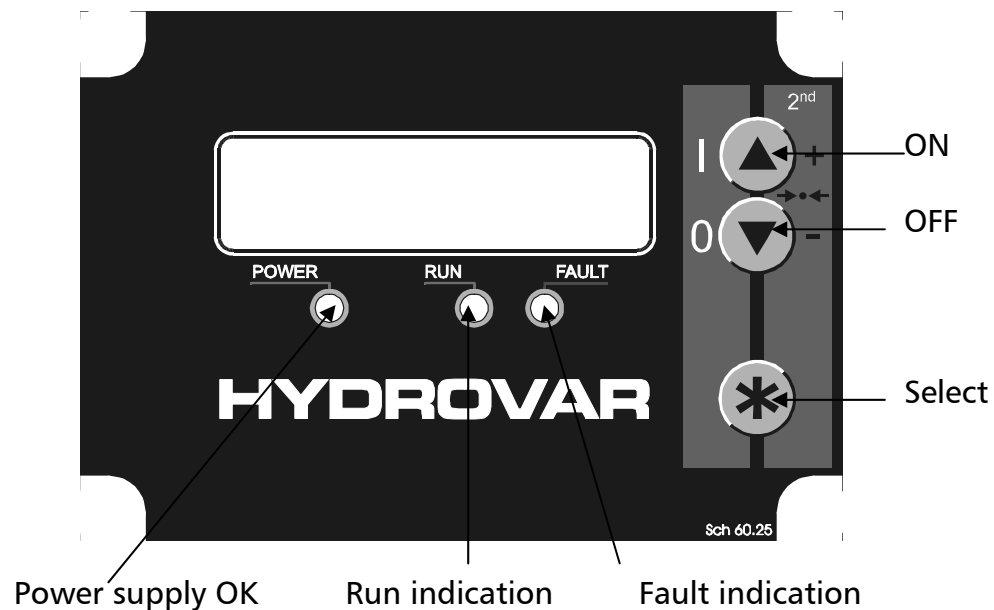 2nd
I
+
ON
0
-
OFF
POWER
RUN
FAULT
HYDROVAR
Select
Sch 60.25
Power supply OK
Run indication
Fault indication